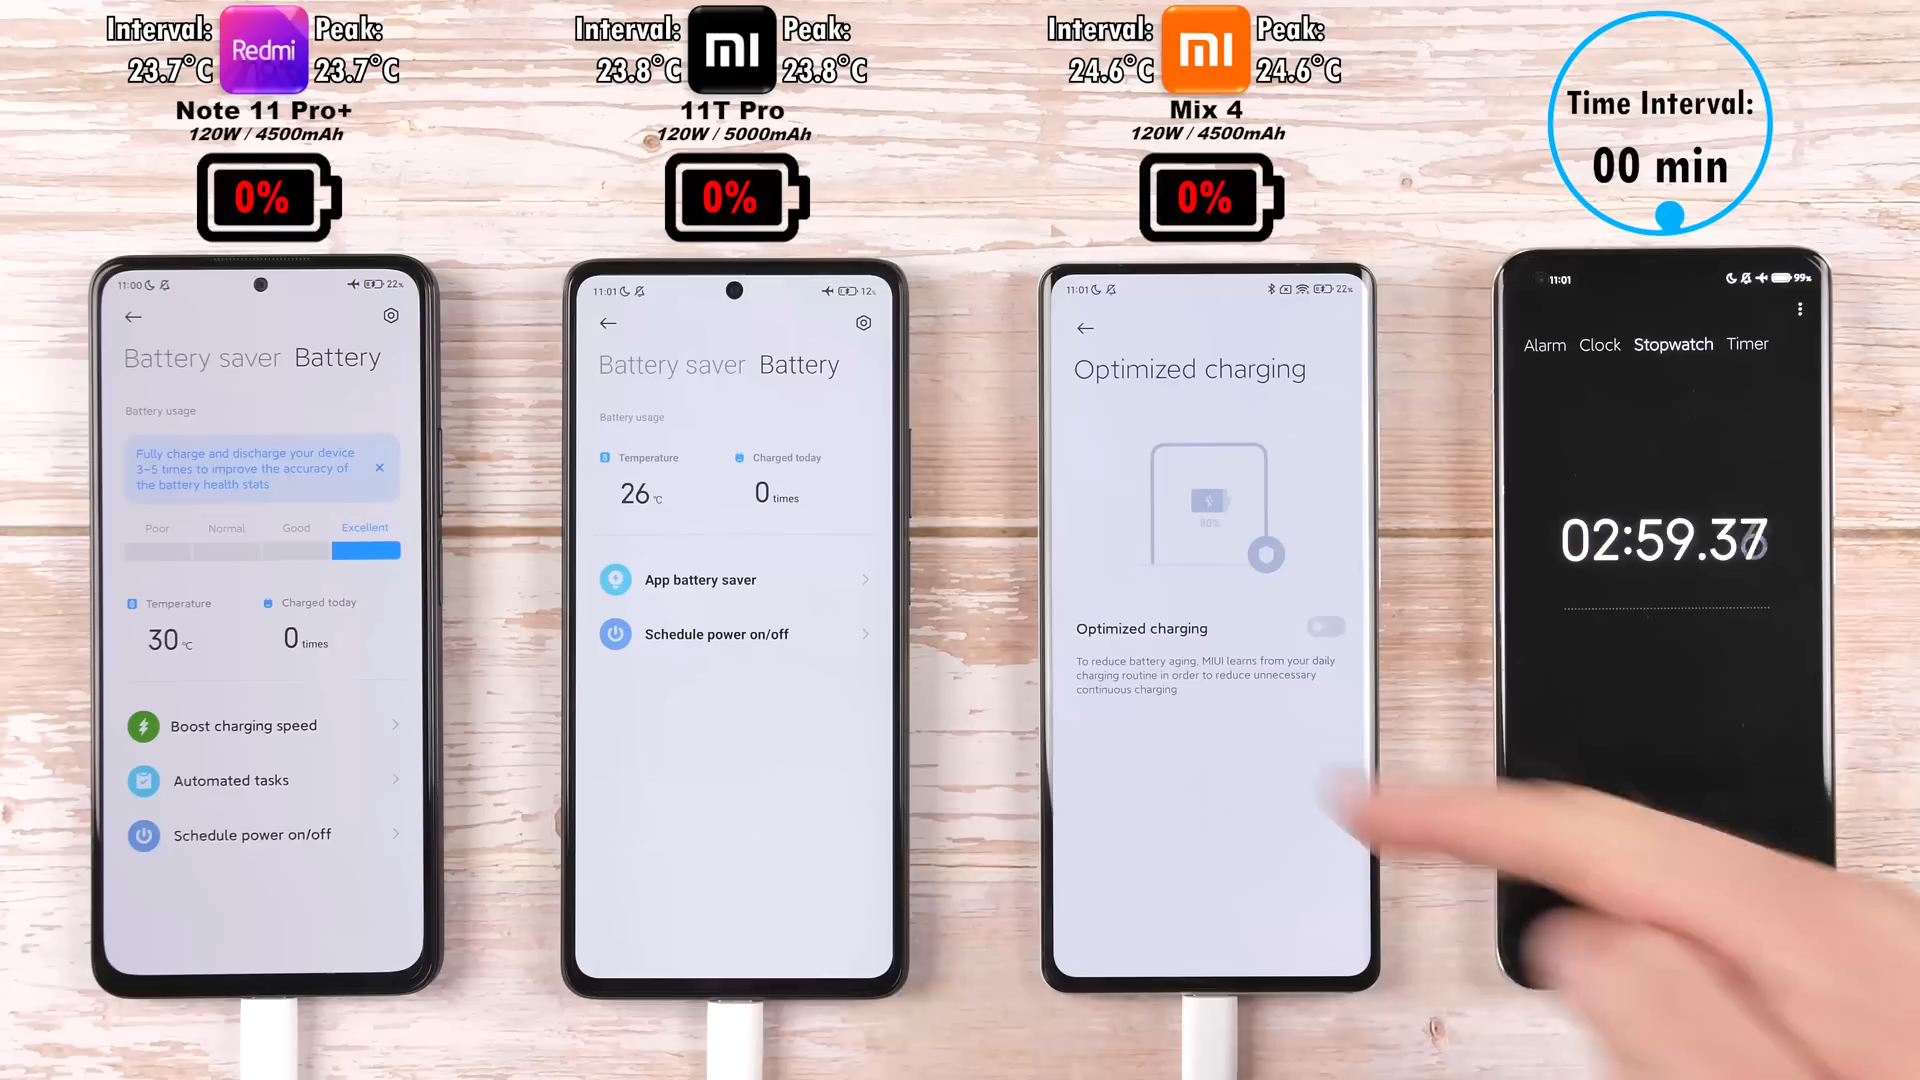 Interval:
23.7°C
Redmi
Peak:
23.7°C
Note 11 Pro+
120W / 4500mAh
0%
Interval:
23.8°C
mi
Peak:
23.8°C
11T Pro
120W / 5000mAh
0%
Interval:
24.6°C
mi
Peak:
24.6°C
Mix 4
120W / 4500mAh
0%
Time Interval:
00 min
11:00 22%
Battery saver Battery
Battery usage
Fully charge and discharge your device
3–5 times to improve the accuracy of
the battery health stats
Poor Normal Good Excellent
Temperature Charged today
30 °C 0 times
Boost charging speed
Automated tasks
Schedule power on/off
11:01 12%
Battery saver Battery
Battery usage
Temperature Charged today
26 °C 0 times
App battery saver
Schedule power on/off
11:01 22%
Optimized charging
80%
Optimized charging
To reduce battery aging, MIUI learns from your daily
charging routine in order to reduce unnecessary
continuous charging
11:01 99%
Alarm Clock Stopwatch Timer
02:59.37